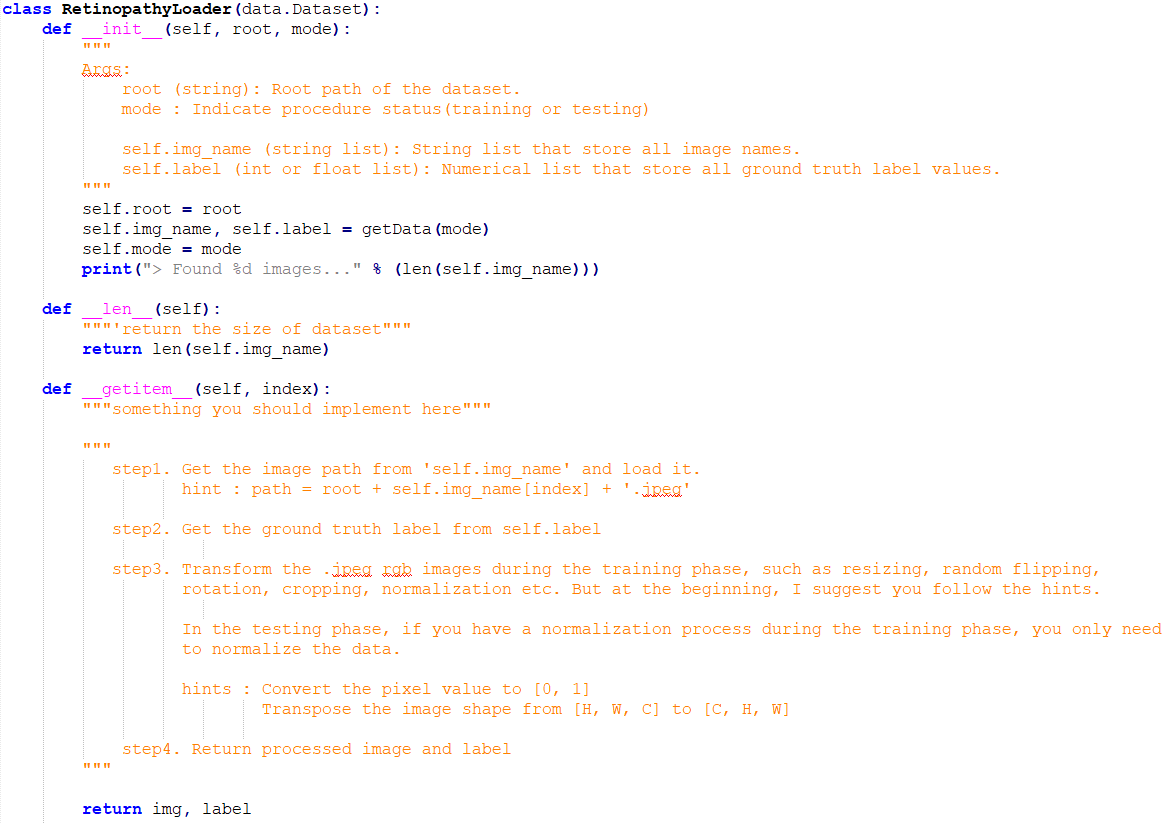 class RetinopathyLoader(data.Dataset):
    def __init__(self, root, mode):
        """
        Args:
            root (string): Root path of the dataset.
            mode : Indicate procedure status(training or testing)

            self.img_name (string list): String list that store all image names.
            self.label (int or float list): Numerical list that store all ground truth label values.
        """
        self.root = root
        self.img_name, self.label = getData(mode)
        self.mode = mode
        print("> Found %d images..." % (len(self.img_name)))

    def __len__(self):
        """'return the size of dataset"""
        return len(self.img_name)

    def __getitem__(self, index):
        """something you should implement here"""

        """
           step1. Get the image path from 'self.img_name' and load it.
                  hint : path = root + self.img_name[index] + '.jpeg'

           step2. Get the ground truth label from self.label

           step3. Transform the .jpeg rgb images during the training phase, such as resizing, random flipping,
                  rotation, cropping, normalization etc. But at the beginning, I suggest you follow the hints.

                  In the testing phase, if you have a normalization process during the training phase, you only need
                  to normalize the data.

                  hints : Convert the pixel value to [0, 1]
                          Transpose the image shape from [H, W, C] to [C, H, W]

            step4. Return processed image and label
        """

        return img, label